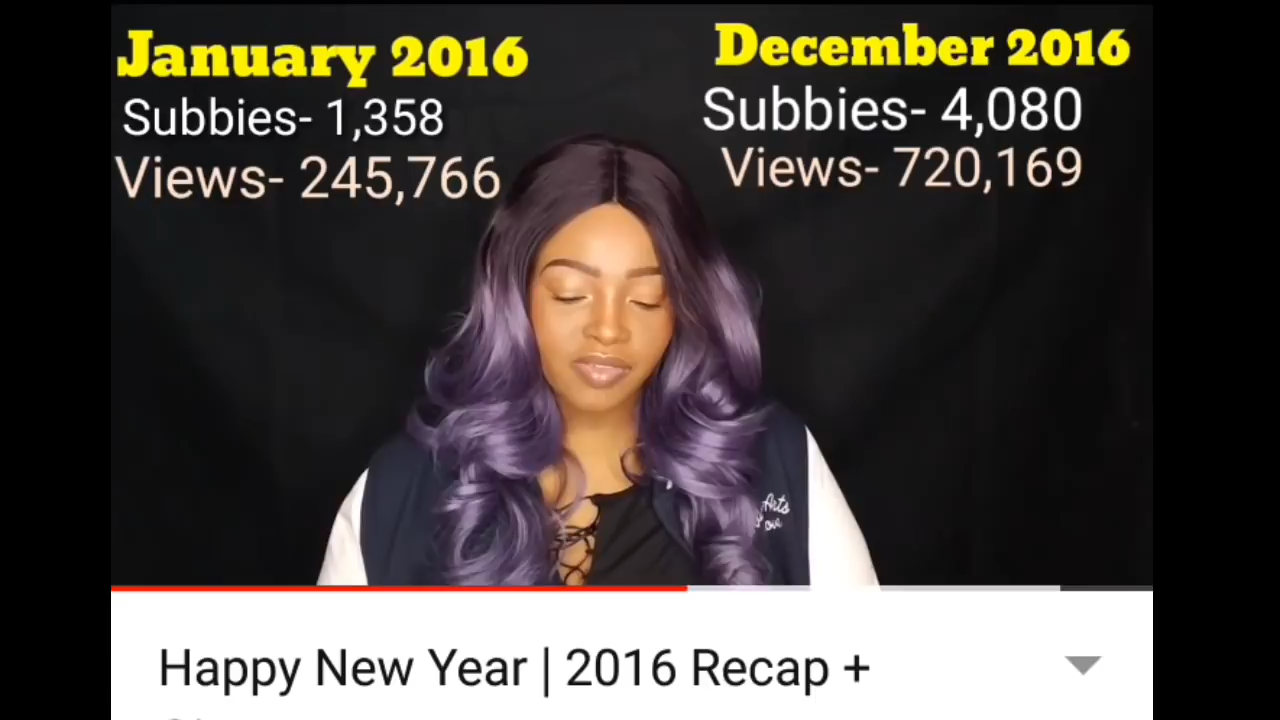 January 2016
Subbies- 1,358
Views- 245,766
December 2016
Subbies- 4,080
Views- 720,169
Arts
Happy New Year | 2016 Recap +